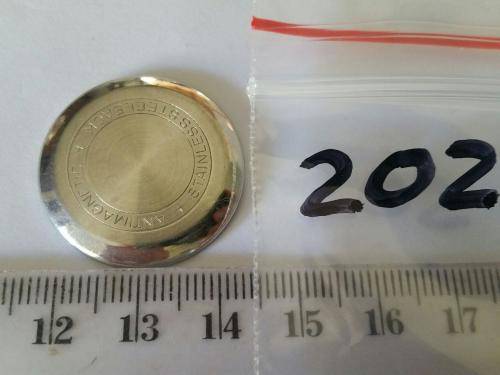 STAINLESS STEEL BACK • ANTIMAGNETIC
202
12 13 14 15 16 17